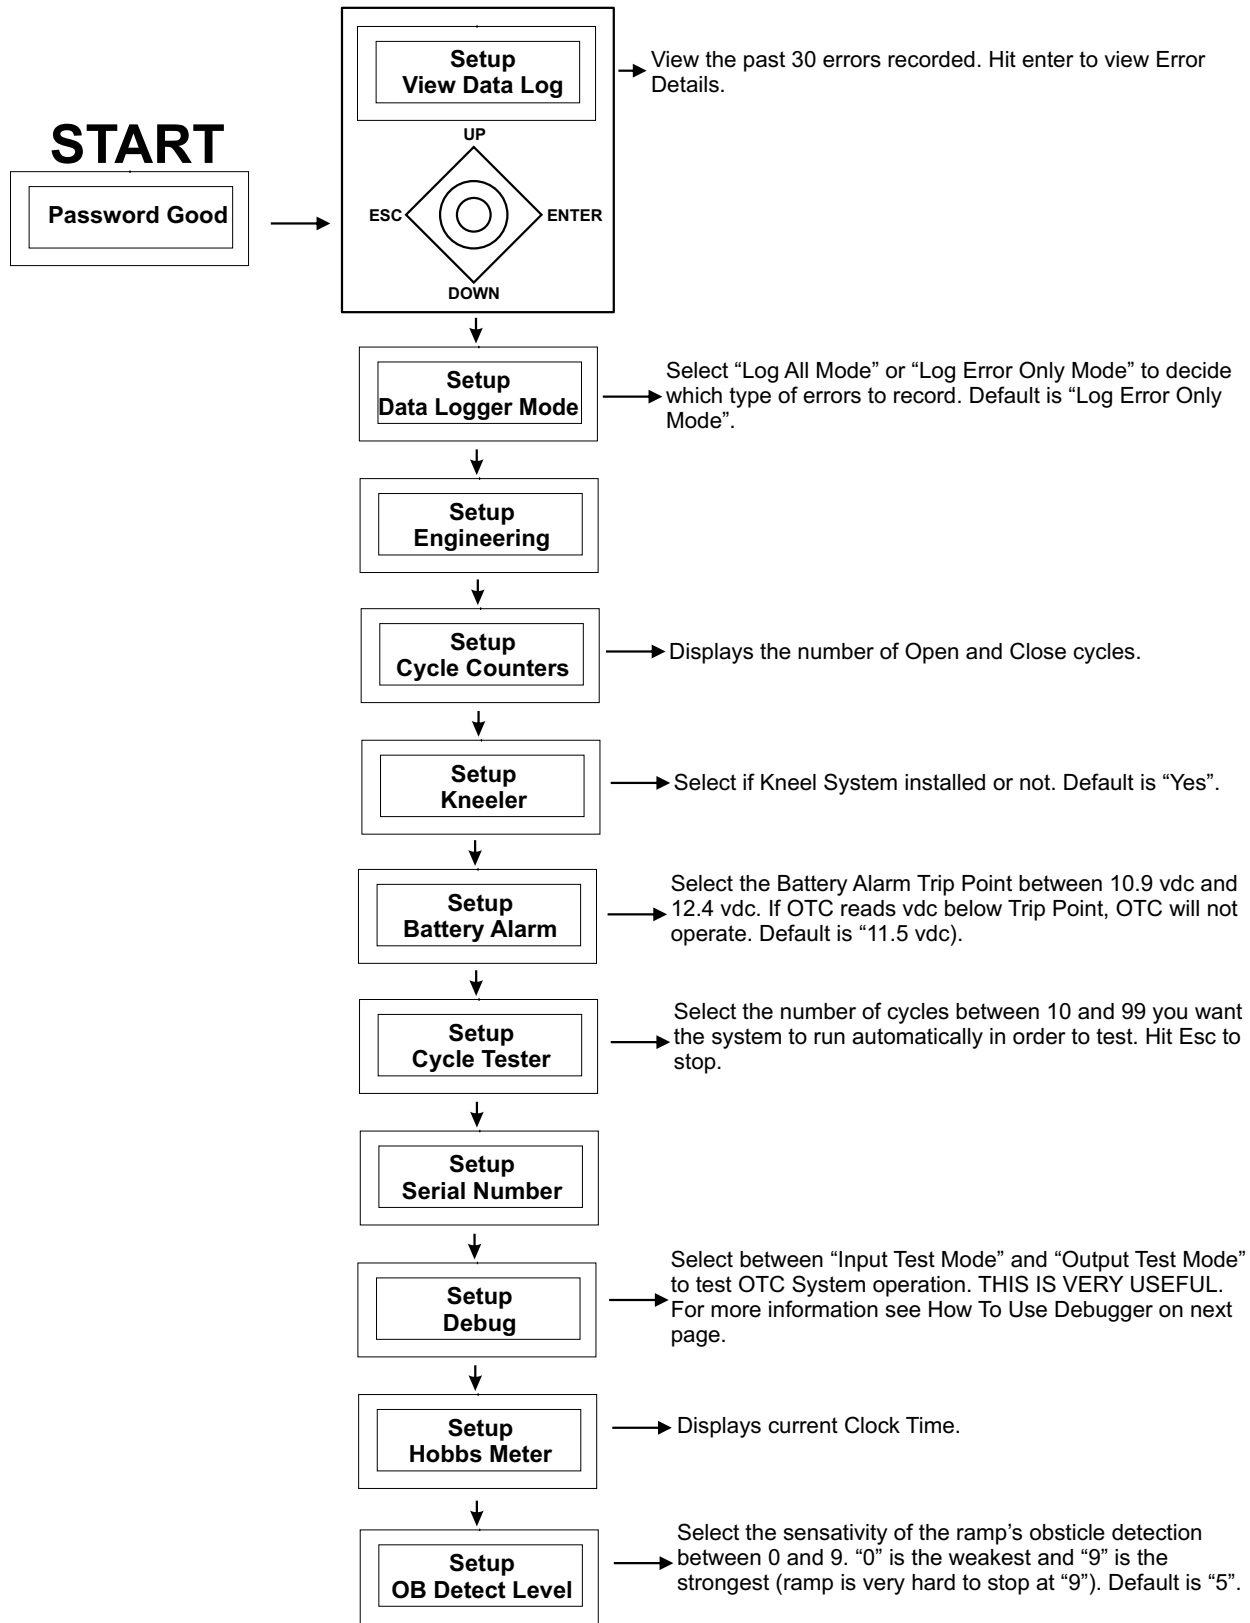 START
Password Good
Setup
View Data Log
UP
ESC
ENTER
DOWN
View the past 30 errors recorded. Hit enter to view Error
Details.
Setup
Data Logger Mode
Select “Log All Mode” or “Log Error Only Mode” to decide
which type of errors to record. Default is “Log Error Only
Mode”.
Setup
Engineering
Setup
Cycle Counters
Displays the number of Open and Close cycles.
Setup
Kneeler
Select if Kneel System installed or not. Default is “Yes”.
Setup
Battery Alarm
Select the Battery Alarm Trip Point between 10.9 vdc and
12.4 vdc. If OTC reads vdc below Trip Point, OTC will not
operate. Default is “11.5 vdc).
Setup
Cycle Tester
Select the number of cycles between 10 and 99 you want
the system to run automatically in order to test. Hit Esc to
stop.
Setup
Serial Number
Setup
Debug
Select between “Input Test Mode” and “Output Test Mode”
to test OTC System operation. THIS IS VERY USEFUL.
For more information see How To Use Debugger on next
page.
Setup
Hobbs Meter
Displays current Clock Time.
Setup
OB Detect Level
Select the sensativity of the ramp’s obsticle detection
between 0 and 9. “0” is the weakest and “9” is the
strongest (ramp is very hard to stop at “9”). Default is “5”.